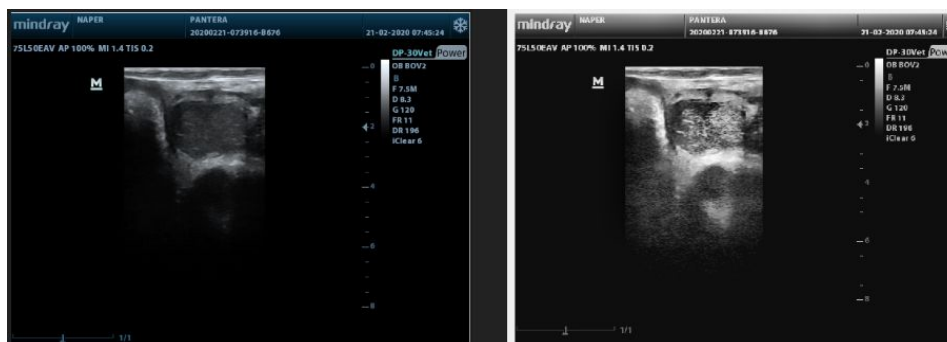 mindray NAPER PANTERA
20200221-073916-8676 21-02-2020 07:45:24
75L50EAV AP 100% MI 1.4 TIS 0.2
DP-30Vet Power
OB BOV2
B
F 7.5M
D 8.3
G 120
FR 11
DR 196
iClear 6
M
0
2
4
6
8
1/1
mindray NAPER PANTERA
20200221-073916-8676 21-02-2020 07:45:24
75L50EAV AP 100% MI 1.4 TIS 0.2
DP-30Vet
OB BOV2
B
F 7.5M
D 8.3
G 120
FR 11
DR 196
iClear 6
M
0
2
4
6
8
1/1